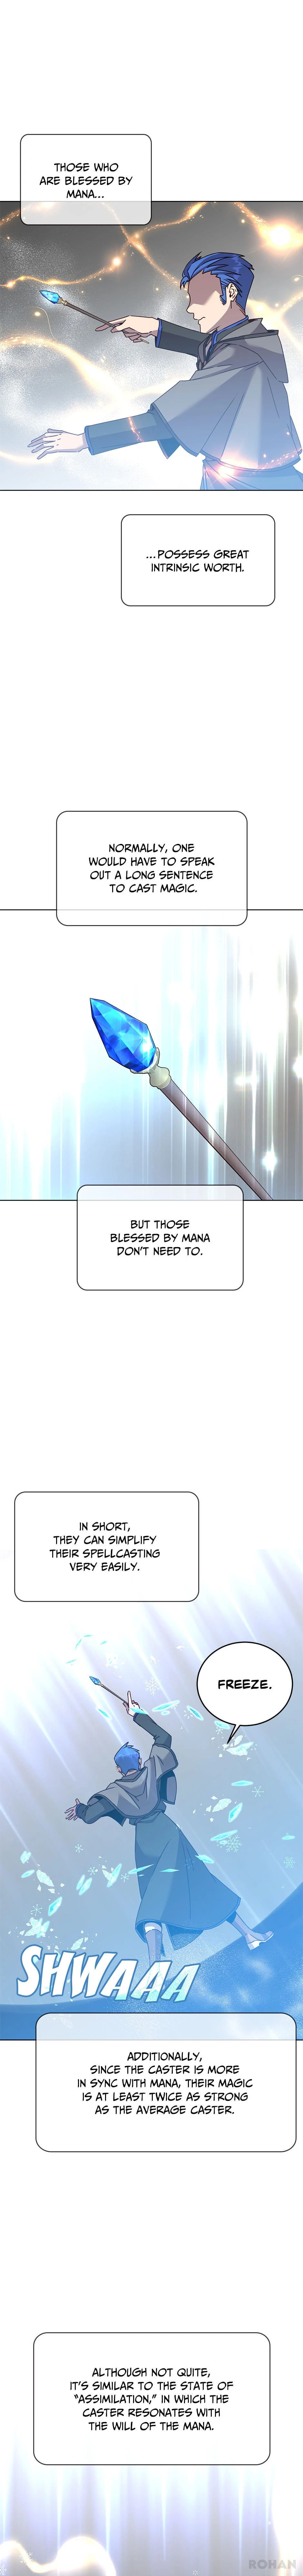 THOSE WHO
ARE BLESSED BY
MANA...
...POSSESS GREAT
INTRINSIC WORTH.
NORMALLY, ONE
WOULD HAVE TO SPEAK
OUT A LONG SENTENCE
TO CAST MAGIC.
BUT THOSE
BLESSED BY MANA
DON'T NEED TO.
IN SHORT,
THEY CAN SIMPLIFY
THEIR SPELLCASTING
VERY EASILY.
FREEZE.
SHWAAA
ADDITIONALLY,
SINCE THE CASTER IS MORE
IN SYNC WITH MANA, THEIR MAGIC
IS AT LEAST TWICE AS STRONG
AS THE AVERAGE CASTER.
ALTHOUGH NOT QUITE,
IT'S SIMILAR TO THE STATE OF
"ASSIMILATION," IN WHICH THE
CASTER RESONATES WITH
THE WILL OF THE MANA.
ROHAN